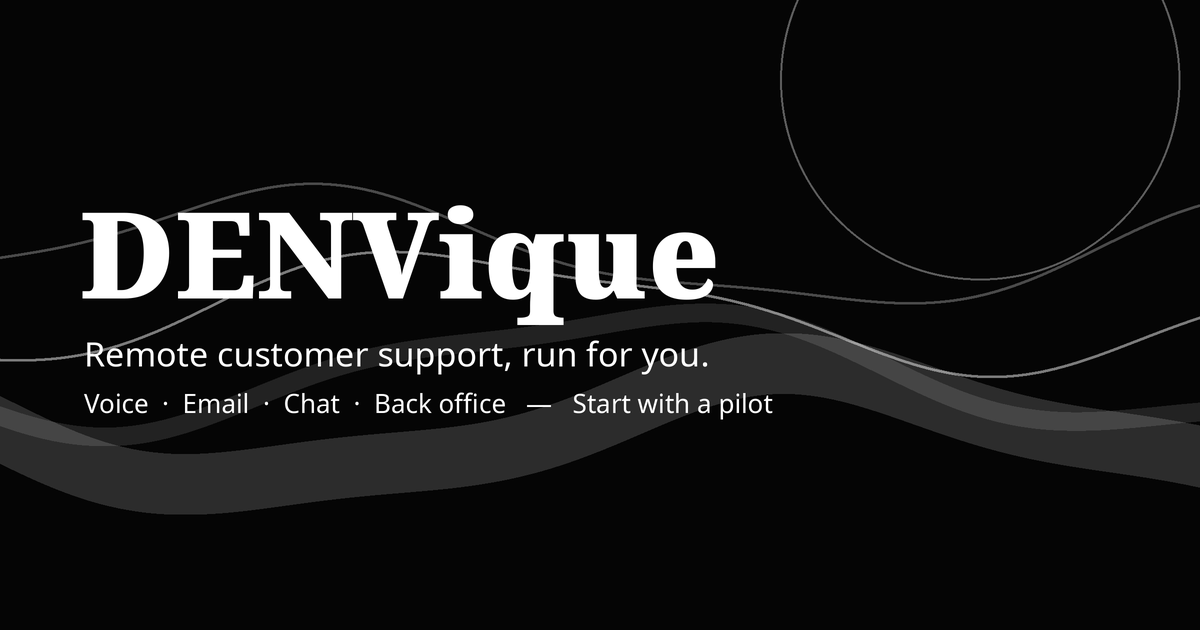 DENVique
Remote customer support, run for you.
Voice · Email · Chat · Back office — Start with a pilot